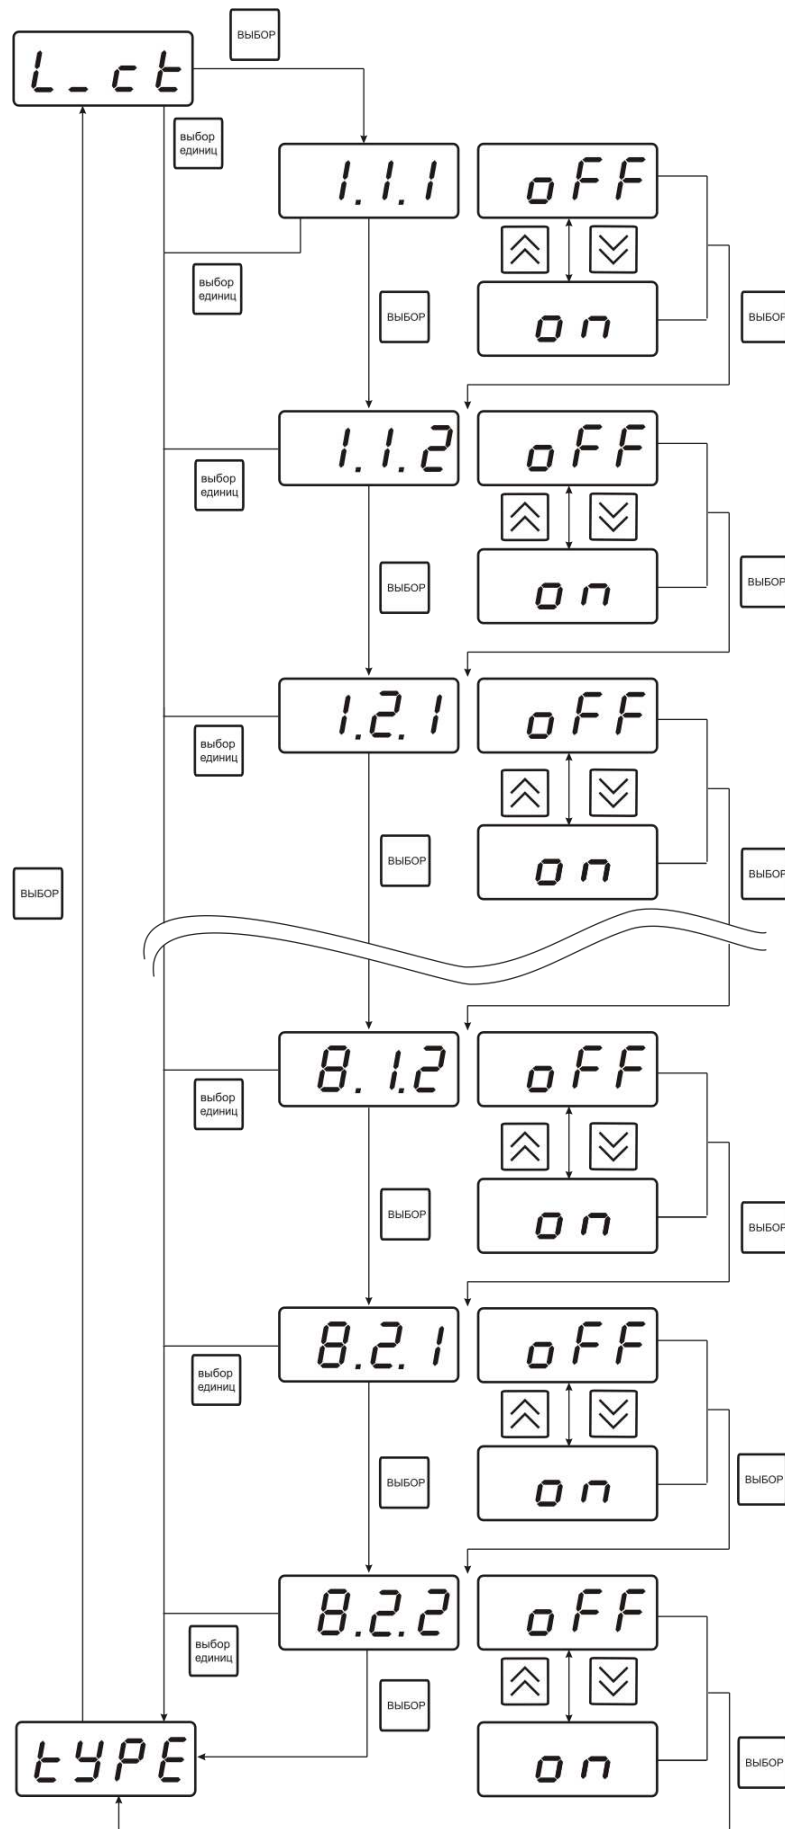 ВЫБОР
L_ct
выбор
единиц
1.1.1
oFF
выбор
единиц
ВЫБОР
on
ВЫБОР
1.1.2
oFF
выбор
единиц
ВЫБОР
on
ВЫБОР
1.2.1
oFF
выбор
единиц
ВЫБОР
on
ВЫБОР
ВЫБОР
8.1.2
oFF
выбор
единиц
ВЫБОР
on
ВЫБОР
8.2.1
oFF
выбор
единиц
ВЫБОР
on
ВЫБОР
8.2.2
oFF
выбор
единиц
ВЫБОР
tYPE
on
ВЫБОР